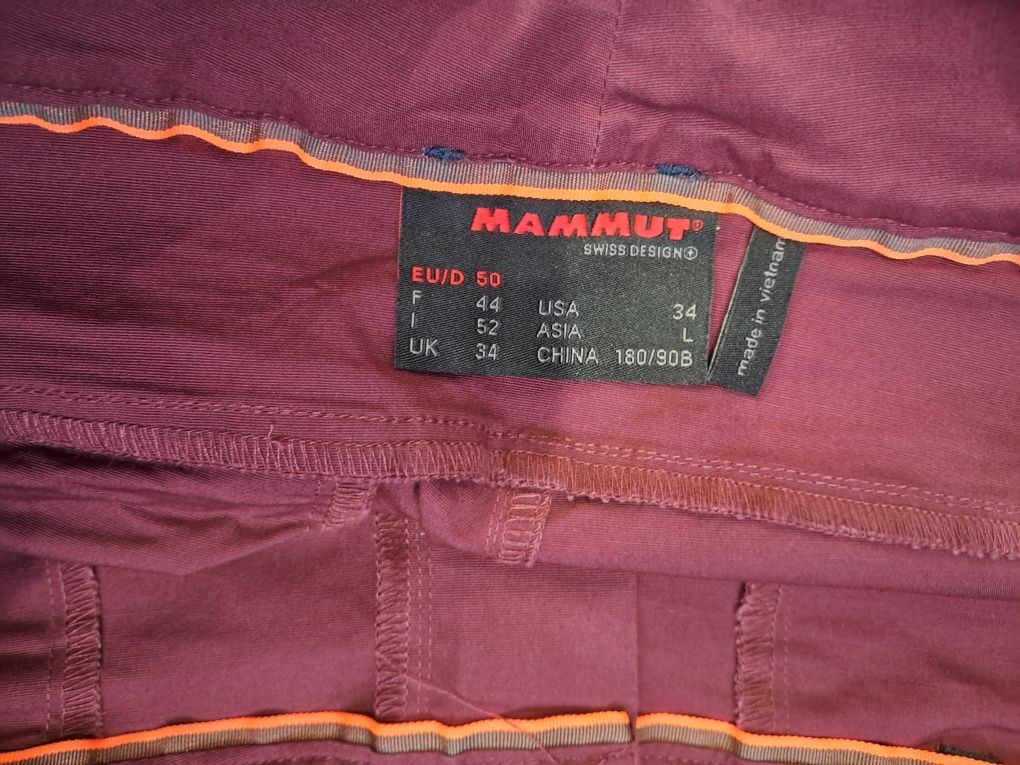 MAMMUT®
SWISS DESIGN
EU/D 50
F 44 USA 34
I 52 ASIA L
UK 34 CHINA 180/90B
made in vietnam